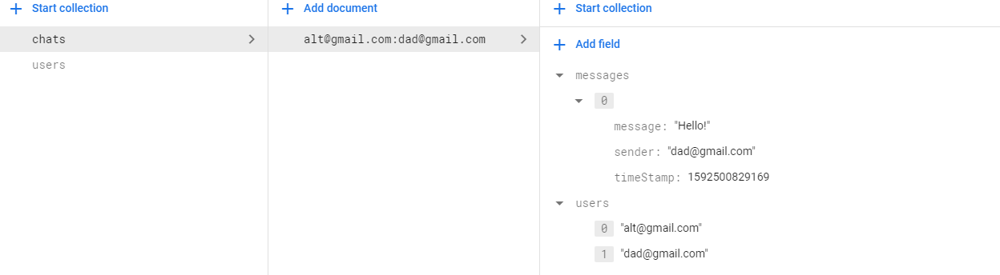 + Start collection
chats
users
+ Add document
alt@gmail.com:dad@gmail.com
+ Start collection
+ Add field
messages
0
message: "Hello!"
sender: "dad@gmail.com"
timeStamp: 1592500829169
users
0 "alt@gmail.com"
1 "dad@gmail.com"